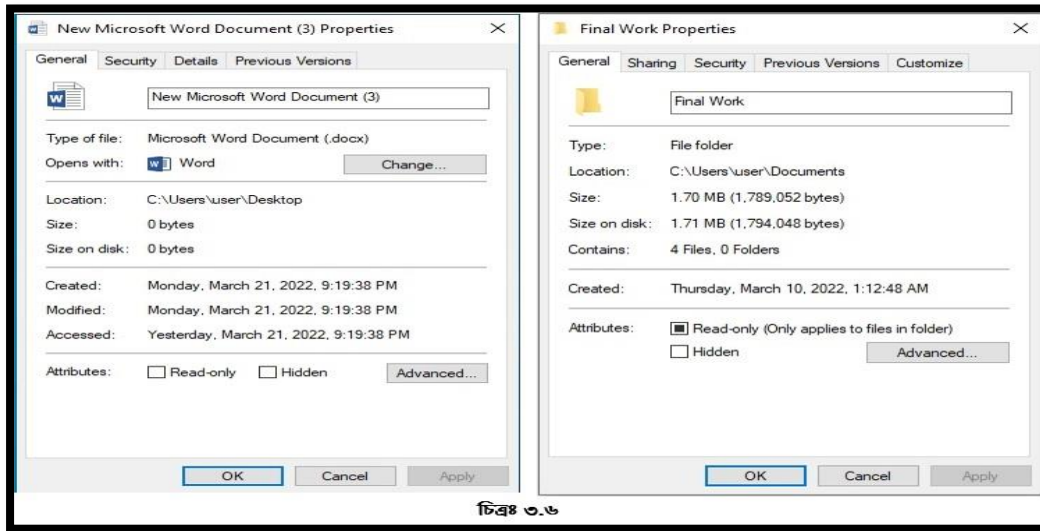 New Microsoft Word Document (3) Properties
General Security Details Previous Versions
New Microsoft Word Document (3)
Type of file: Microsoft Word Document (.docx)
Opens with: Word Change...
Location: C:\Users\user\Desktop
Size: 0 bytes
Size on disk: 0 bytes
Created: Monday, March 21, 2022, 9:19:38 PM
Modified: Monday, March 21, 2022, 9:19:38 PM
Accessed: Yesterday, March 21, 2022, 9:19:38 PM
Attributes: Read-only Hidden Advanced...
OK Cancel Apply
Final Work Properties
General Sharing Security Previous Versions Customize
Final Work
Type: File folder
Location: C:\Users\user\Documents
Size: 1.70 MB (1,789,052 bytes)
Size on disk: 1.71 MB (1,794,048 bytes)
Contains: 4 Files, 0 Folders
Created: Thursday, March 10, 2022, 1:12:48 AM
Attributes: Read-only (Only applies to files in folder)
Hidden Advanced...
OK Cancel Apply
চিত্রঃ ৩.৬